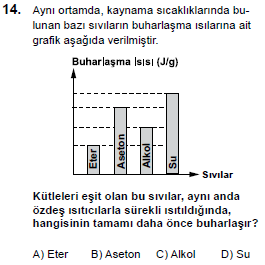 14. Aynı ortamda, kaynama sıcaklıklarında bu-
lunan bazı sıvıların buharlaşma ısılarına ait
grafik aşağıda verilmiştir.
Buharlaşma Isısı (J/g)
Eter
Aseton
Alkol
Su
Sıvılar
Kütleleri eşit olan bu sıvılar, aynı anda
özdeş ısıtıcılarla sürekli ısıtıldığında,
hangisinin tamamı daha önce buharlaşır?
A) Eter B) Aseton C) Alkol D) Su